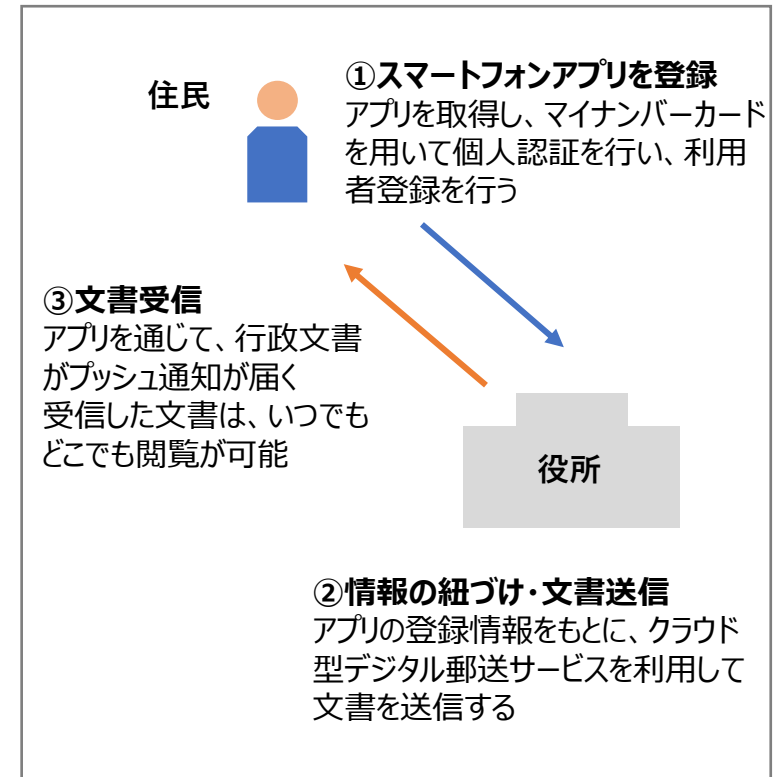 住民
①スマートフォンアプリを登録
アプリを取得し、マイナンバーカード
を用いて個人認証を行い、利用
者登録を行う
③文書受信
アプリを通じて、行政文書
がプッシュ通知が届く
受信した文書は、いつでも
どこでも閲覧が可能
役所
②情報の紐づけ・文書送信
アプリの登録情報をもとに、クラウド
型デジタル郵送サービスを利用して
文書を送信する